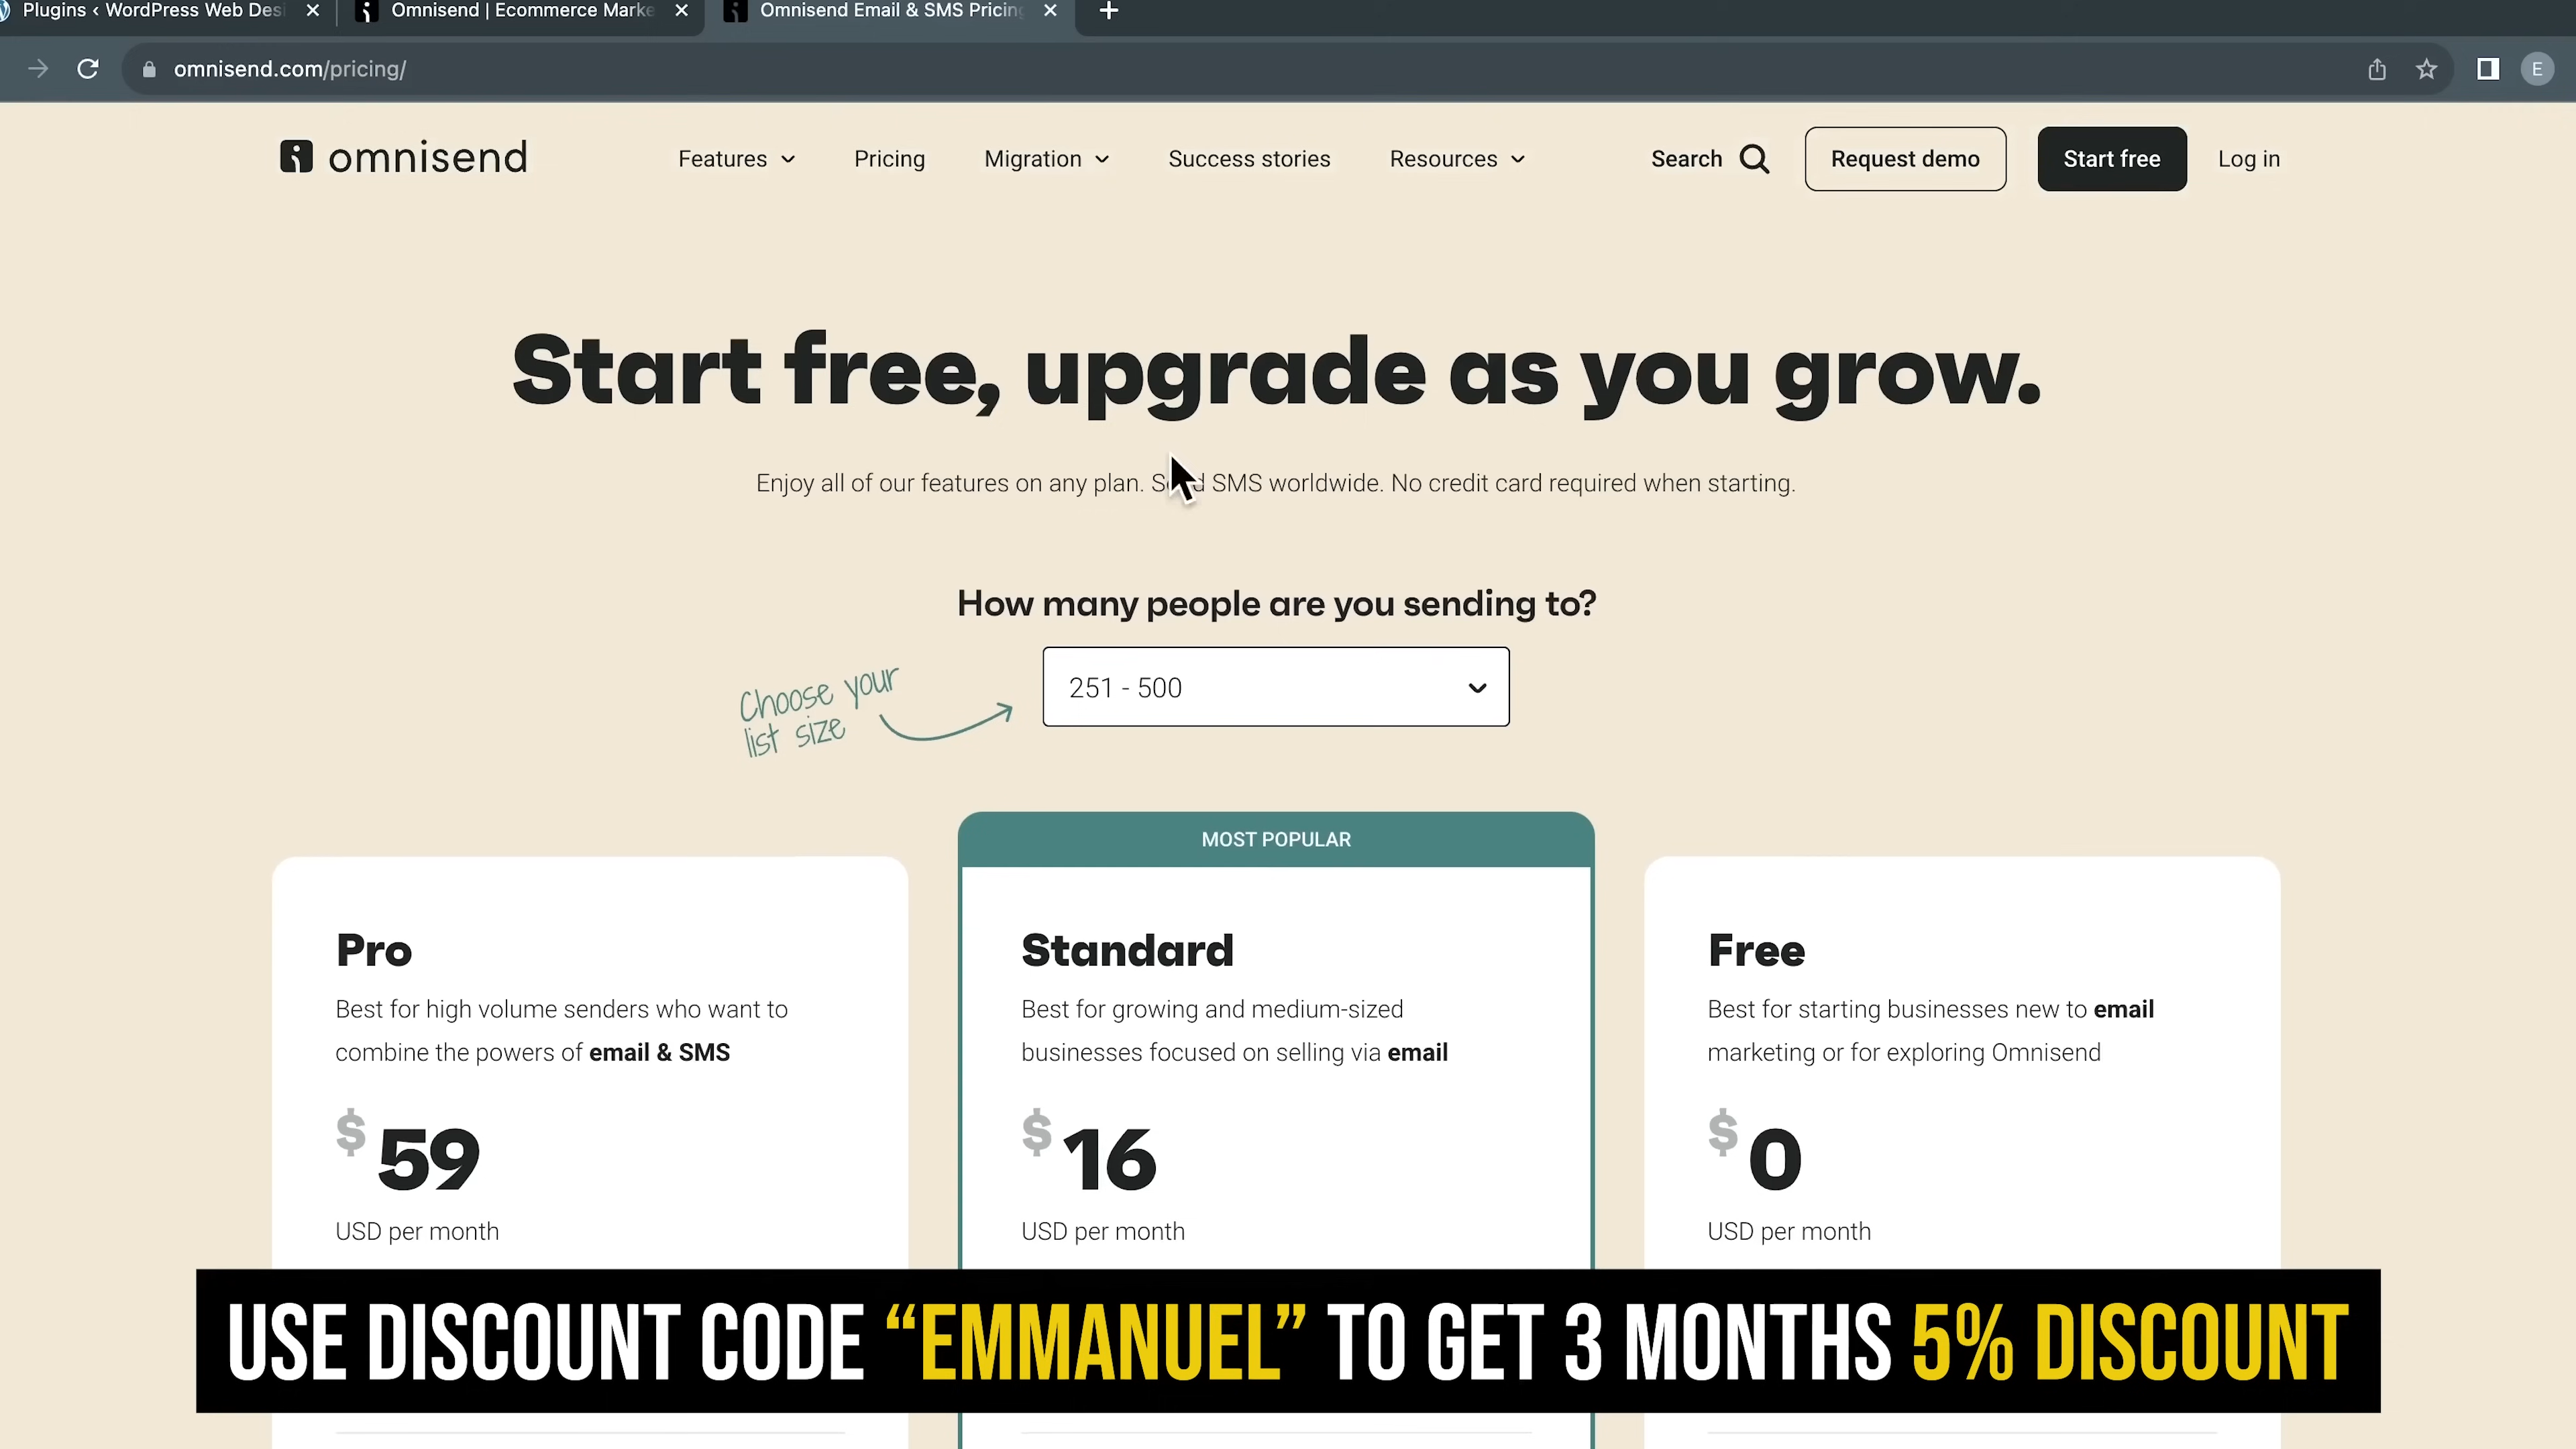 Plugins ‹ WordPress Web Des
Omnisend | Ecommerce Marke
Omnisend Email & SMS Pricing
omnisend.com/pricing/
E
omnisend
Features
Pricing
Migration
Success stories
Resources
Search
Request demo
Start free
Log in
Start free, upgrade as you grow.
Enjoy all of our features on any plan. Send SMS worldwide. No credit card required when starting.
How many people are you sending to?
Choose your
list size
251 - 500
MOST POPULAR
Pro
Best for high volume senders who want to
combine the powers of email & SMS
$ 59
USD per month
Standard
Best for growing and medium-sized
businesses focused on selling via email
$ 16
USD per month
Free
Best for starting businesses new to email
marketing or for exploring Omnisend
$ 0
USD per month
USE DISCOUNT CODE “EMMANUEL” TO GET 3 MONTHS 5% DISCOUNT